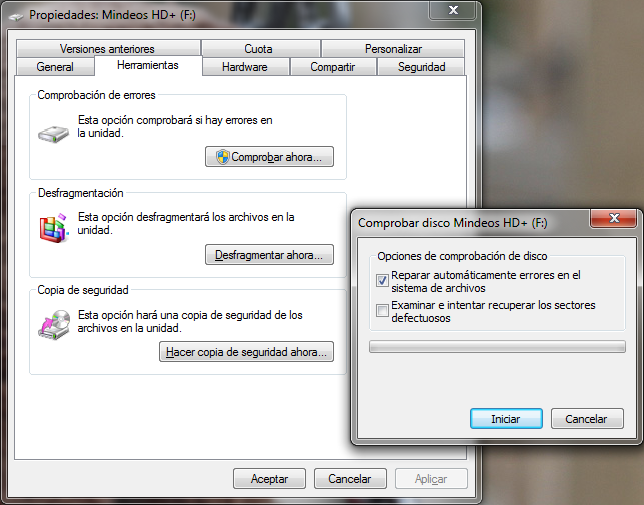 Propiedades: Mindeos HD+ (F:)
Versiones anteriores
Cuota
Personalizar
General
Herramientas
Hardware
Compartir
Seguridad
Comprobación de errores
Esta opción comprobará si hay errores en
la unidad.
Comprobar ahora...
Desfragmentación
Esta opción desfragmentará los archivos en la
unidad.
Desfragmentar ahora...
Copia de seguridad
Esta opción hará una copia de seguridad de los
archivos en la unidad.
Hacer copia de seguridad ahora...
Aceptar
Cancelar
Aplicar
Comprobar disco Mindeos HD+ (F:)
Opciones de comprobación de disco
Reparar automáticamente errores en el
sistema de archivos
Examinar e intentar recuperar los sectores
defectuosos
Iniciar
Cancelar